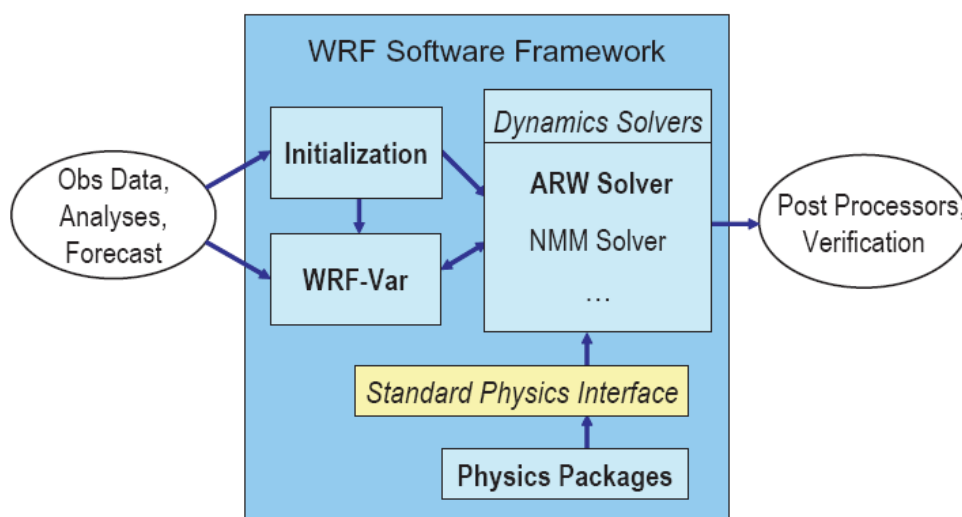 WRF Software Framework
Obs Data,
Analyses,
Forecast
Initialization
WRF-Var
Dynamics Solvers
ARW Solver
NMM Solver
...
Standard Physics Interface
Physics Packages
Post Processors,
Verification